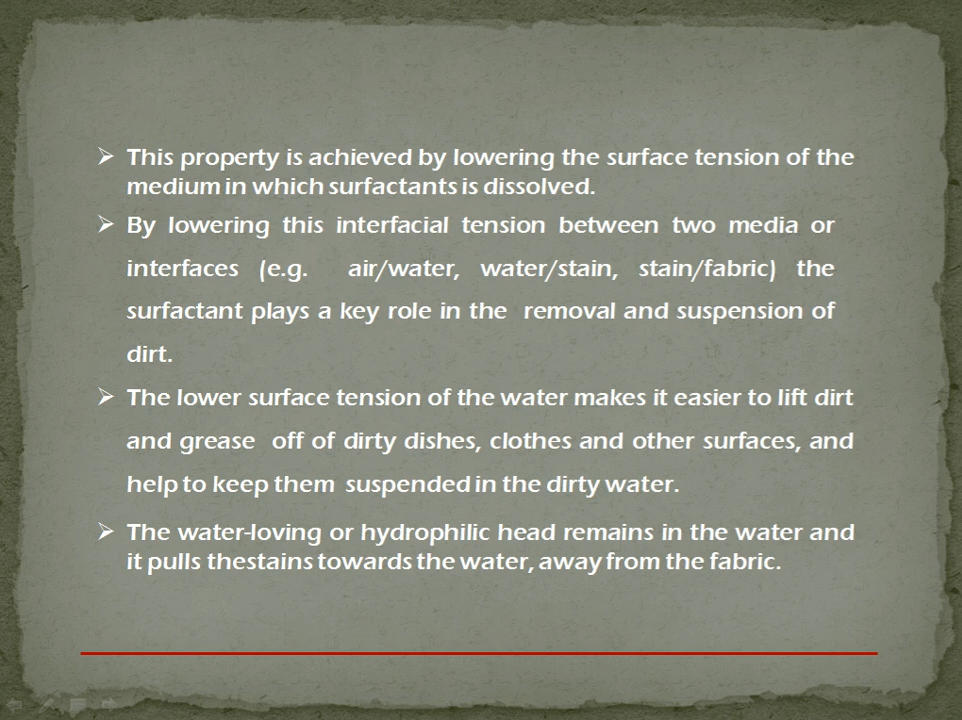 This property is achieved by lowering the surface tension of the
medium in which surfactants is dissolved.
By lowering this interfacial tension between two media or
interfaces (e.g. air/water, water/stain, stain/fabric) the
surfactant plays a key role in the removal and suspension of
dirt.
The lower surface tension of the water makes it easier to lift dirt
and grease off of dirty dishes, clothes and other surfaces, and
help to keep them suspended in the dirty water.
The water-loving or hydrophilic head remains in the water and
it pulls thestains towards the water, away from the fabric.